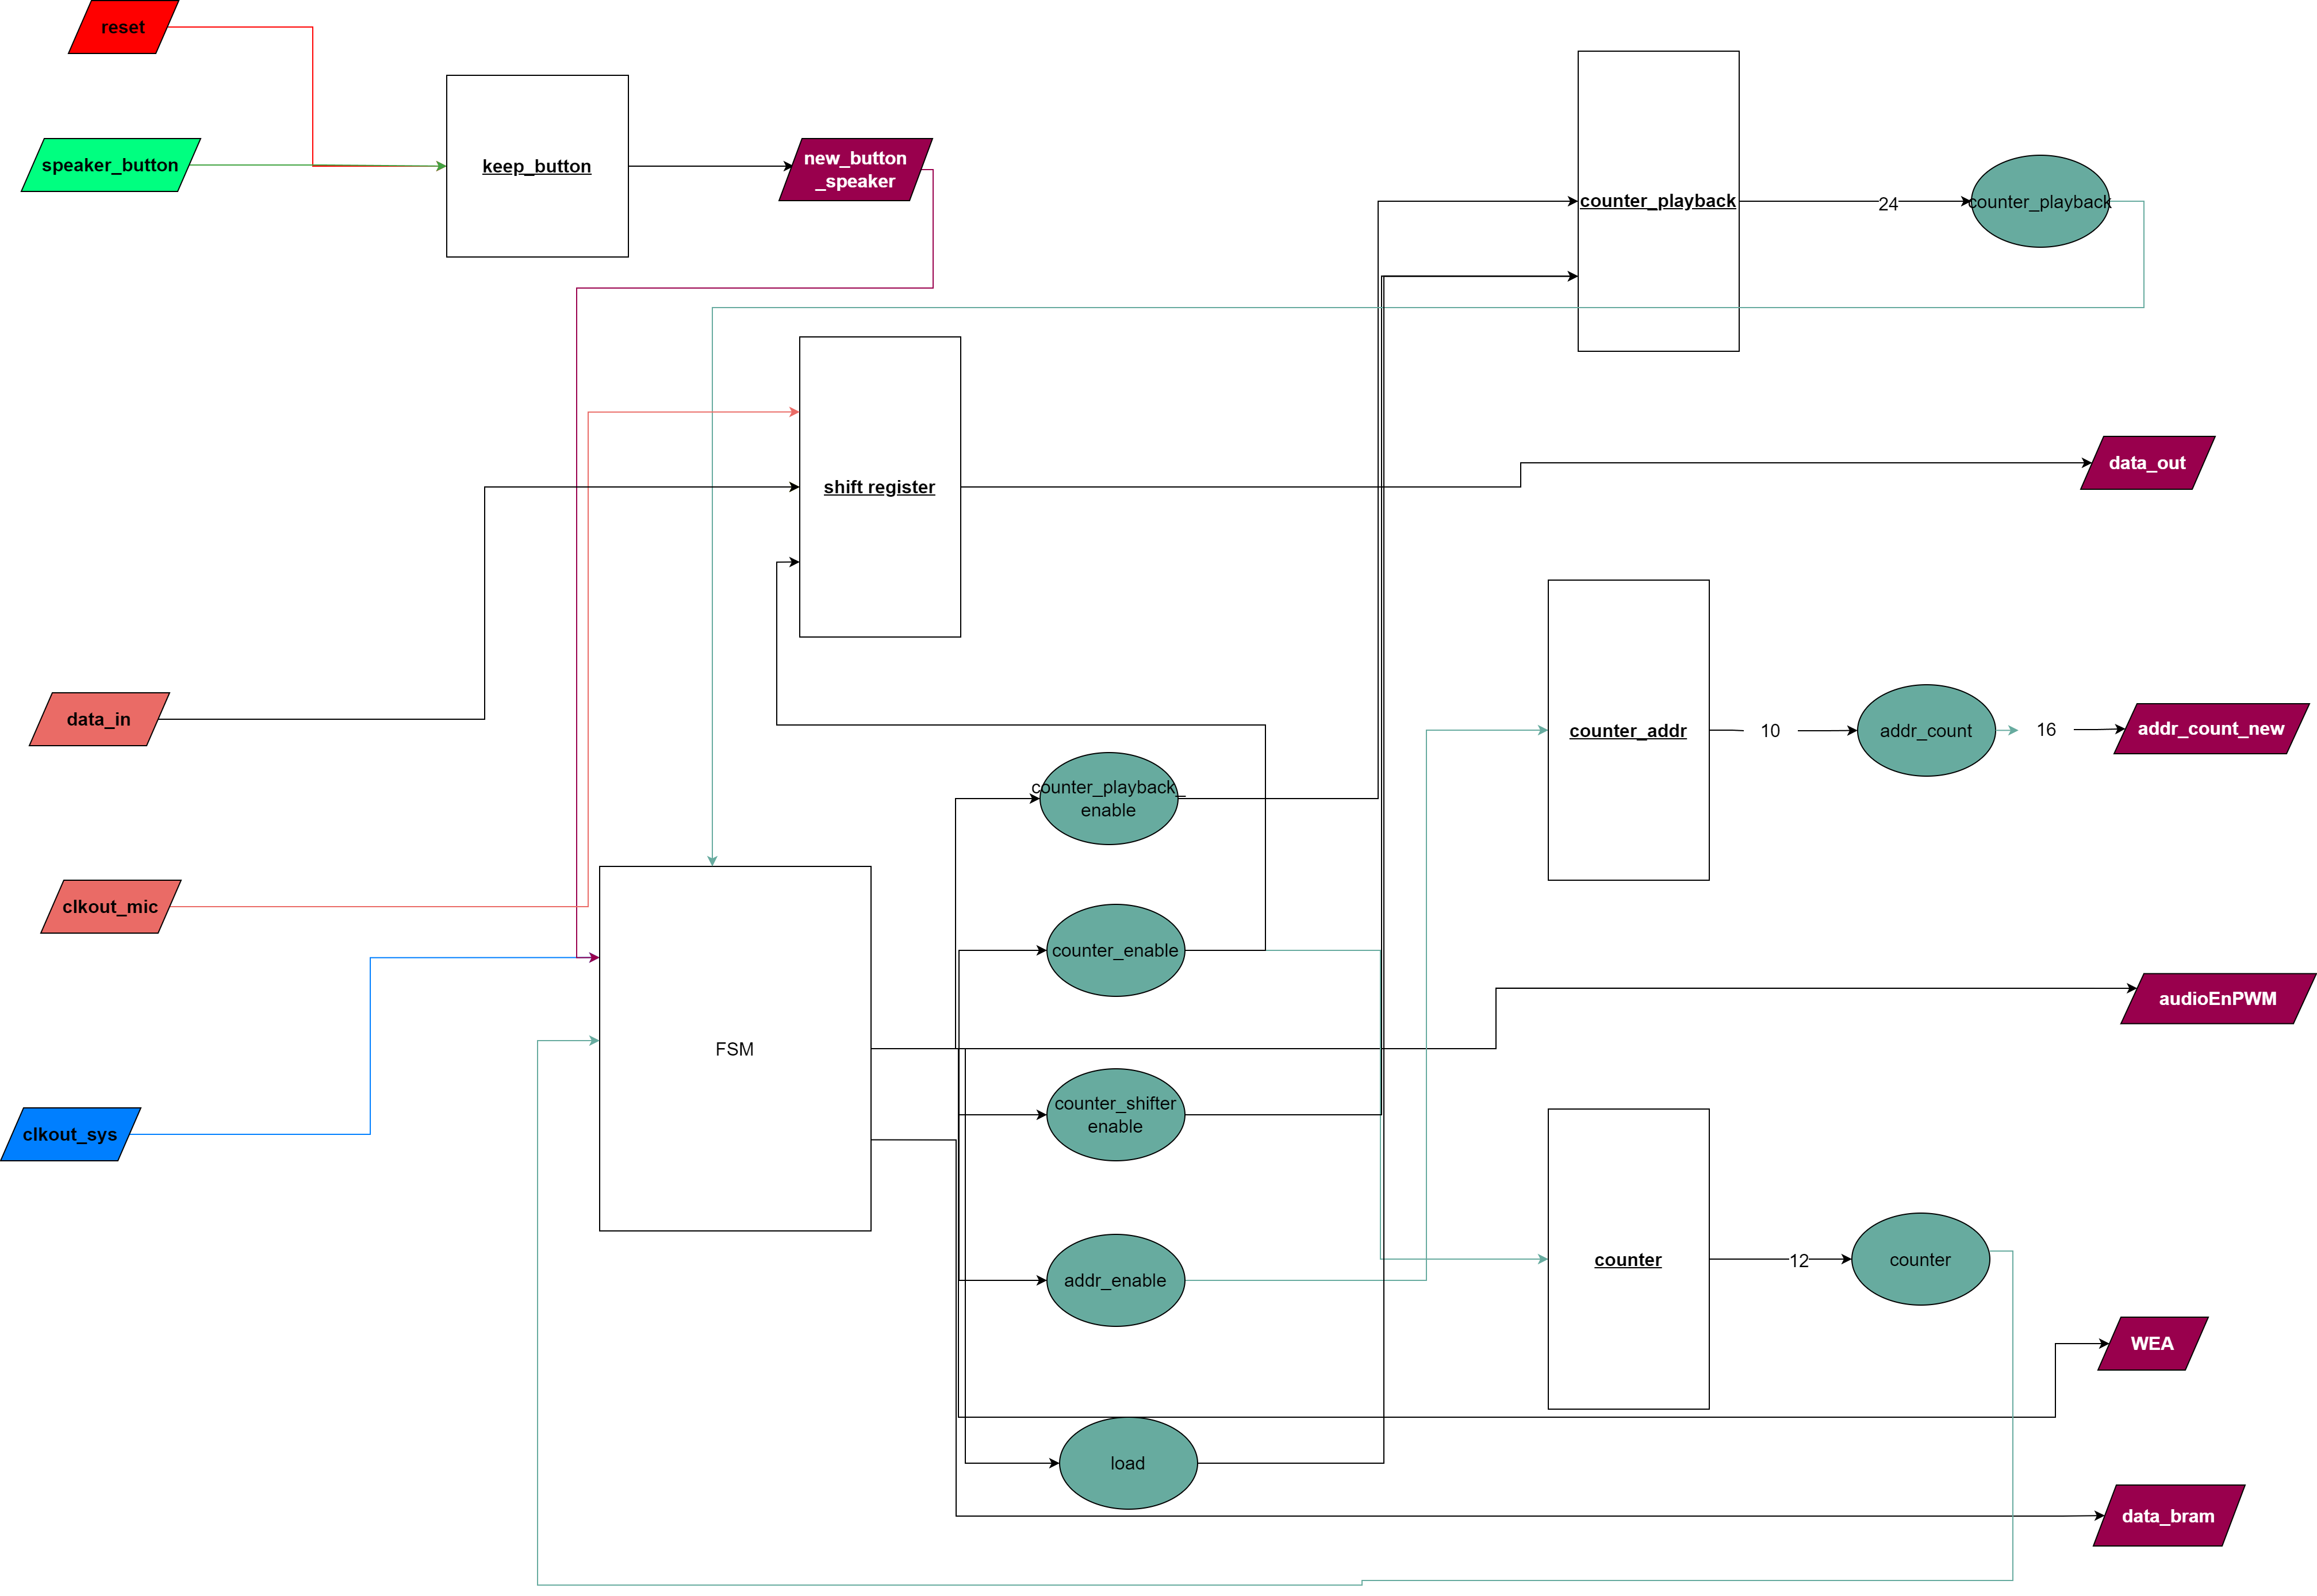 reset
speaker_button
keep_button
new_button
_speaker
counter_playback
24
counter_playback
data_out
shift register
data_in
counter_addr
10
addr_count
16
addr_count_new
counter_playback_
enable
clkout_mic
counter_enable
audioEnPWM
FSM
clkout_sys
counter_shifter
enable
addr_enable
counter
12
counter
WEA
load
data_bram